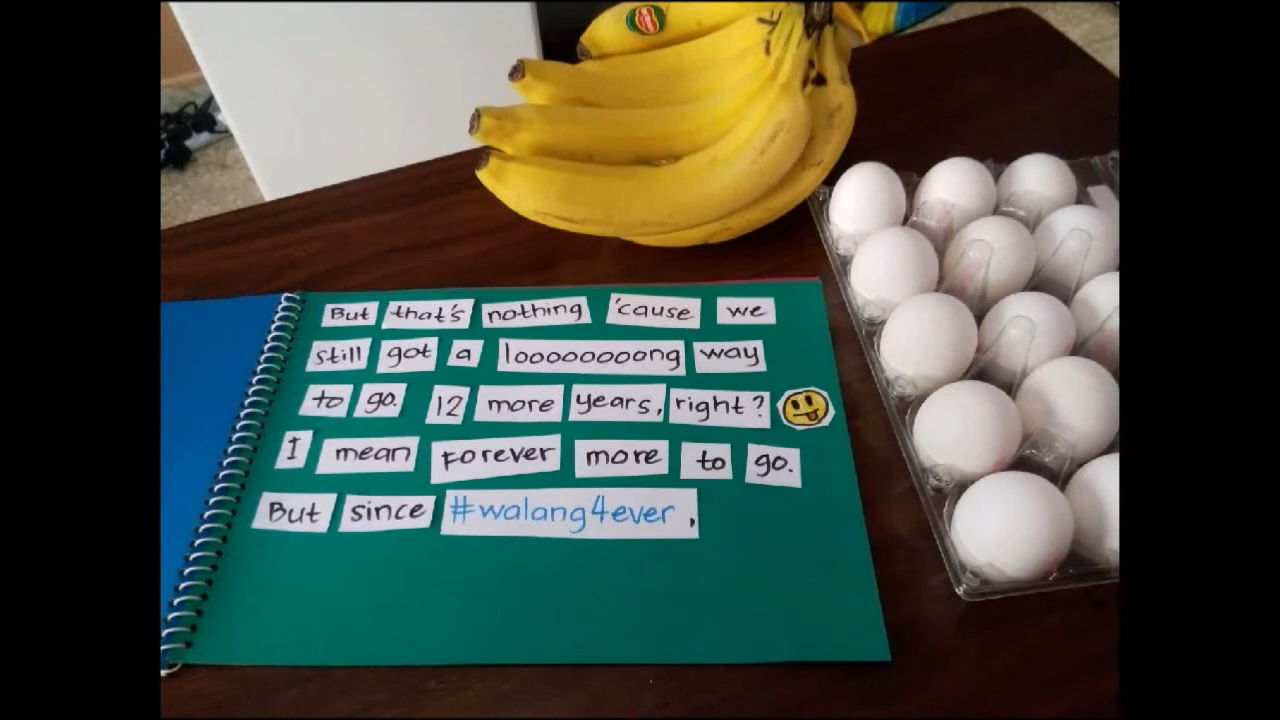 But that's nothing 'cause we
still got a looooooooong way
to go. 12 more years, right?
I mean Forever more to go.
But since #walang4ever,